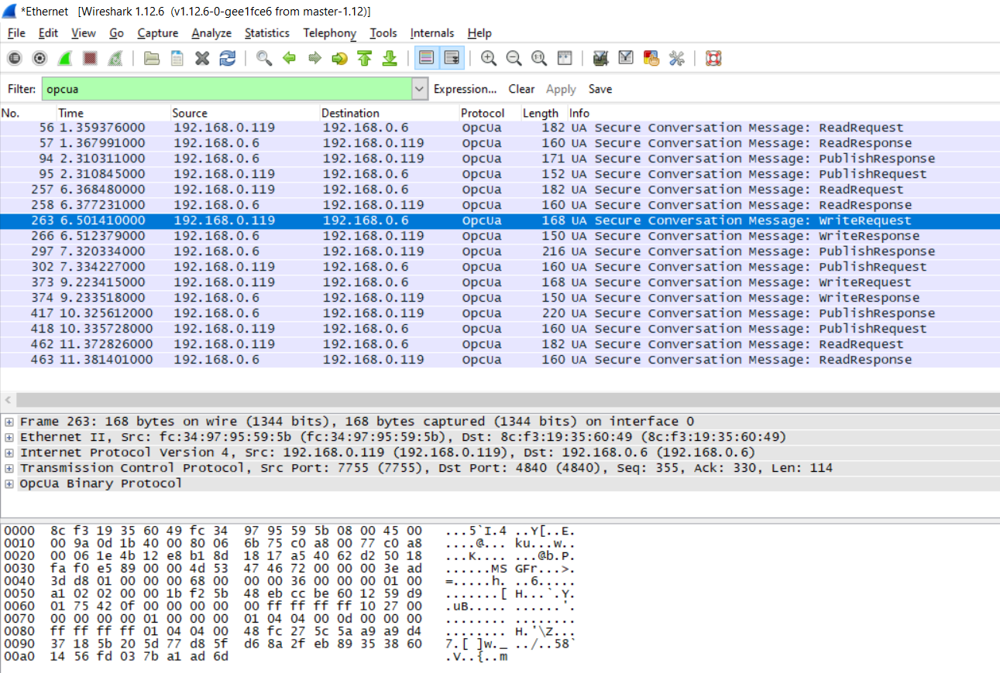 *Ethernet [Wireshark 1.12.6 (v1.12.6-0-gee1fce6 from master-1.12)]
File Edit View Go Capture Analyze Statistics Telephony Tools Internals Help
Filter: opcua Expression... Clear Apply Save
No. Time Source Destination Protocol Length Info
56 1.359376000 192.168.0.119 192.168.0.6 OpcUa 182 UA Secure Conversation Message: ReadRequest
57 1.367991000 192.168.0.6 192.168.0.119 OpcUa 160 UA Secure Conversation Message: ReadResponse
94 2.310311000 192.168.0.6 192.168.0.119 OpcUa 171 UA Secure Conversation Message: PublishResponse
95 2.310845000 192.168.0.119 192.168.0.6 OpcUa 152 UA Secure Conversation Message: PublishRequest
257 6.368480000 192.168.0.119 192.168.0.6 OpcUa 182 UA Secure Conversation Message: ReadRequest
258 6.377231000 192.168.0.6 192.168.0.119 OpcUa 160 UA Secure Conversation Message: ReadResponse
263 6.501410000 192.168.0.119 192.168.0.6 OpcUa 168 UA Secure Conversation Message: WriteRequest
266 6.512379000 192.168.0.6 192.168.0.119 OpcUa 150 UA Secure Conversation Message: WriteResponse
297 7.320334000 192.168.0.6 192.168.0.119 OpcUa 216 UA Secure Conversation Message: PublishResponse
302 7.334227000 192.168.0.119 192.168.0.6 OpcUa 160 UA Secure Conversation Message: PublishRequest
373 9.223415000 192.168.0.119 192.168.0.6 OpcUa 168 UA Secure Conversation Message: WriteRequest
374 9.233518000 192.168.0.6 192.168.0.119 OpcUa 150 UA Secure Conversation Message: WriteResponse
417 10.325612000 192.168.0.6 192.168.0.119 OpcUa 220 UA Secure Conversation Message: PublishResponse
418 10.335728000 192.168.0.119 192.168.0.6 OpcUa 160 UA Secure Conversation Message: PublishRequest
462 11.372826000 192.168.0.119 192.168.0.6 OpcUa 182 UA Secure Conversation Message: ReadRequest
463 11.381401000 192.168.0.6 192.168.0.119 OpcUa 160 UA Secure Conversation Message: ReadResponse
Frame 263: 168 bytes on wire (1344 bits), 168 bytes captured (1344 bits) on interface 0
Ethernet II, Src: fc:34:97:95:59:5b (fc:34:97:95:59:5b), Dst: 8c:f3:19:35:60:49 (8c:f3:19:35:60:49)
Internet Protocol Version 4, Src: 192.168.0.119 (192.168.0.119), Dst: 192.168.0.6 (192.168.0.6)
Transmission Control Protocol, Src Port: 7755 (7755), Dst Port: 4840 (4840), Seq: 355, Ack: 330, Len: 114
OpcUa Binary Protocol
0000 8c f3 19 35 60 49 fc 34 97 95 59 5b 08 00 45 00 ...5`I.4 ..Y[..E.
0010 00 9a 0d 1b 40 00 80 06 6b 75 c0 a8 00 77 c0 a8 ....@... ku...w..
0020 00 06 1e 4b 12 e8 b1 8d 18 17 a5 40 62 d2 50 18 ...K.... ...@b.P.
0030 fa f0 e5 89 00 00 4d 53 47 46 72 00 00 00 3e ad ......MS GFr...>.
0040 3d d8 01 00 00 00 68 00 00 00 36 00 00 00 01 00 =.....h. ..6.....
0050 a1 02 02 00 00 1b f2 5b 48 eb cc be 60 12 59 d9 .......[ H...`.Y.
0060 01 75 42 0f 00 00 00 00 00 ff ff ff ff 10 27 00 .uB..... ......'.
0070 00 00 00 00 01 00 00 00 01 04 04 00 0d 00 00 00 ........ ........
0080 ff ff ff ff 01 04 04 00 48 fc 27 5c 5a a9 a9 d4 ........ H.'\Z...
0090 37 18 5b 20 5d 77 d8 5f d6 8a 2f eb 89 35 38 60 7.[ ]w._ ../..58`
00a0 14 56 fd 03 7b a1 ad 6d .V..{..m